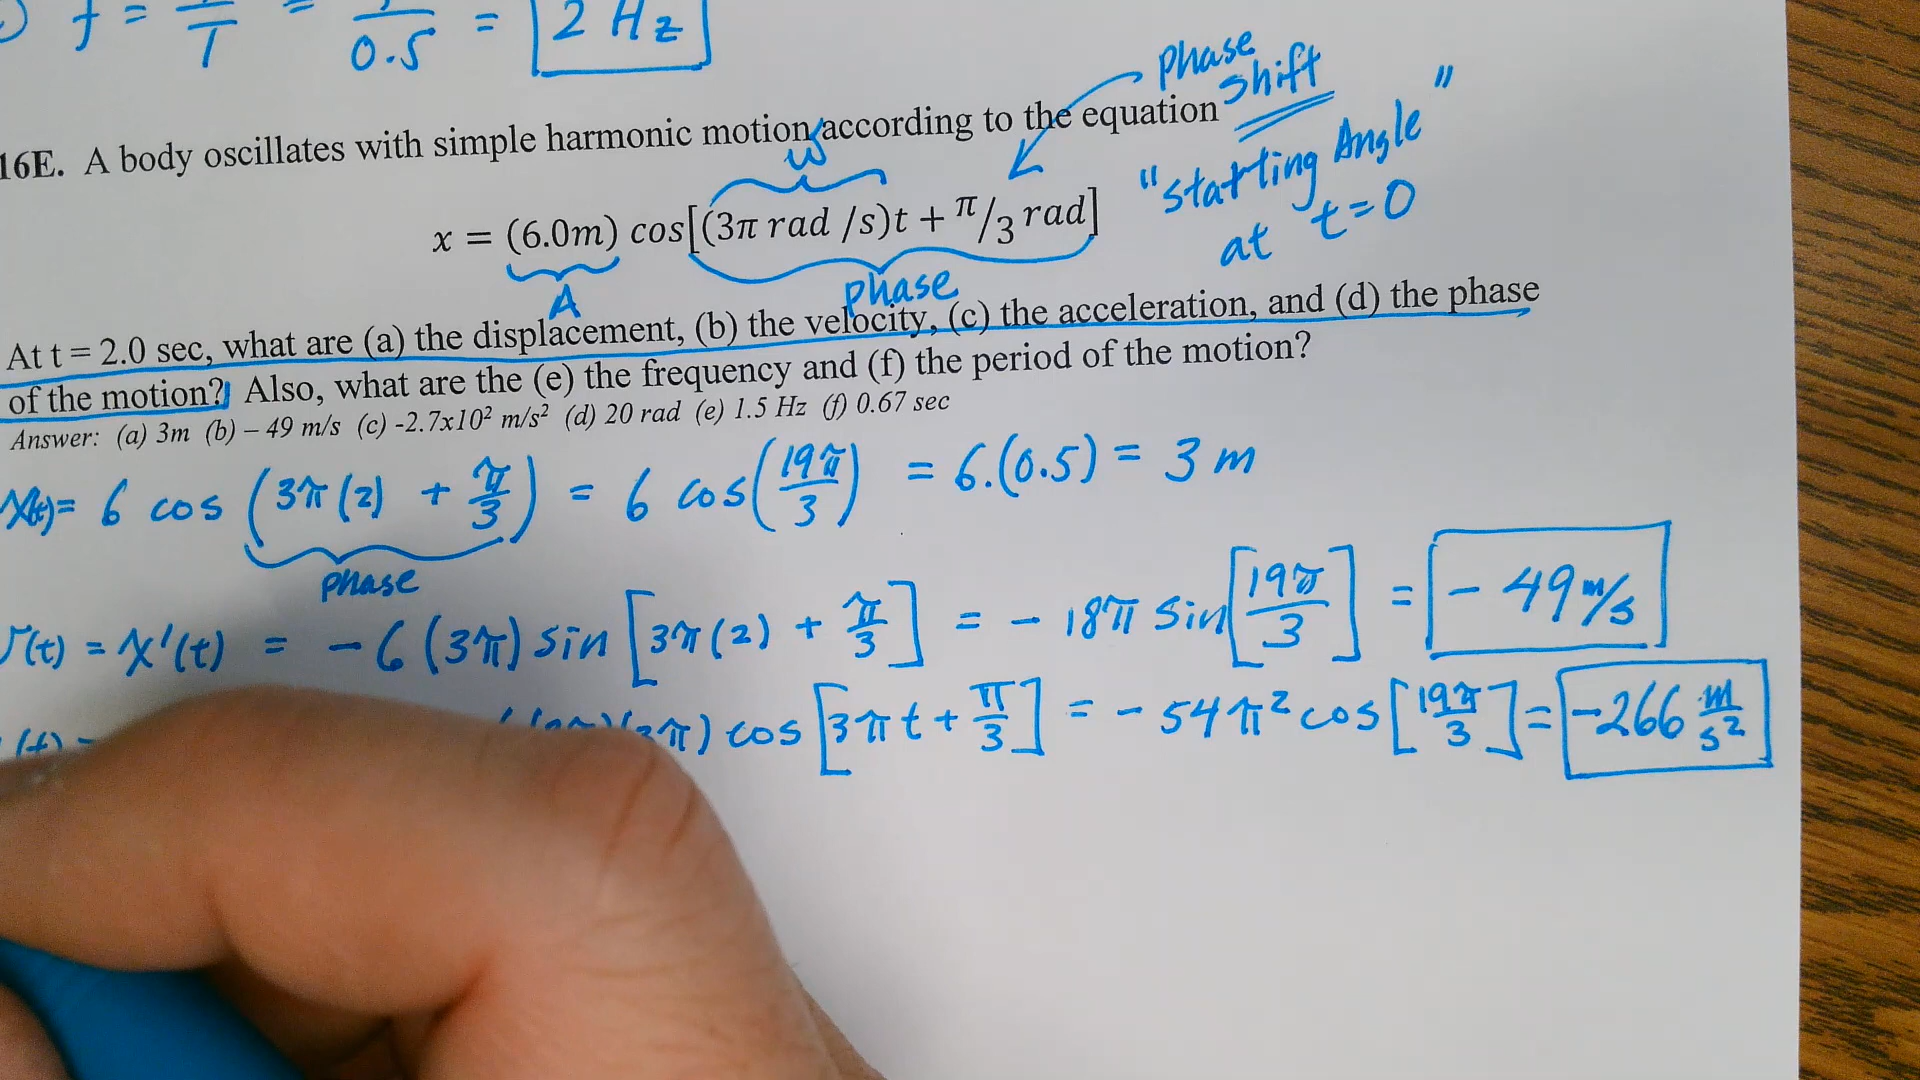 f = 1/T = 1/0.5 = 2 Hz
phase shift
16E. A body oscillates with simple harmonic motion according to the equation
"starting Angle" at t=0
ω
x = (6.0m) cos[(3π rad /s)t + π/3 rad]
A
phase
At t = 2.0 sec, what are (a) the displacement, (b) the velocity, (c) the acceleration, and (d) the phase
of the motion? Also, what are the (e) the frequency and (f) the period of the motion?
Answer: (a) 3m (b) – 49 m/s (c) -2.7x10² m/s² (d) 20 rad (e) 1.5 Hz (f) 0.67 sec
X(t)= 6 cos (3π(2) + π/3) = 6 cos(19π/3) = 6.(0.5) = 3 m
phase
v(t) = x'(t) = -6(3π) sin [3π(2) + π/3] = - 18π sin[19π/3] = -49 m/s
(3π) cos [3πt + π/3] = - 54π² cos[19π/3] = -266 m/s²